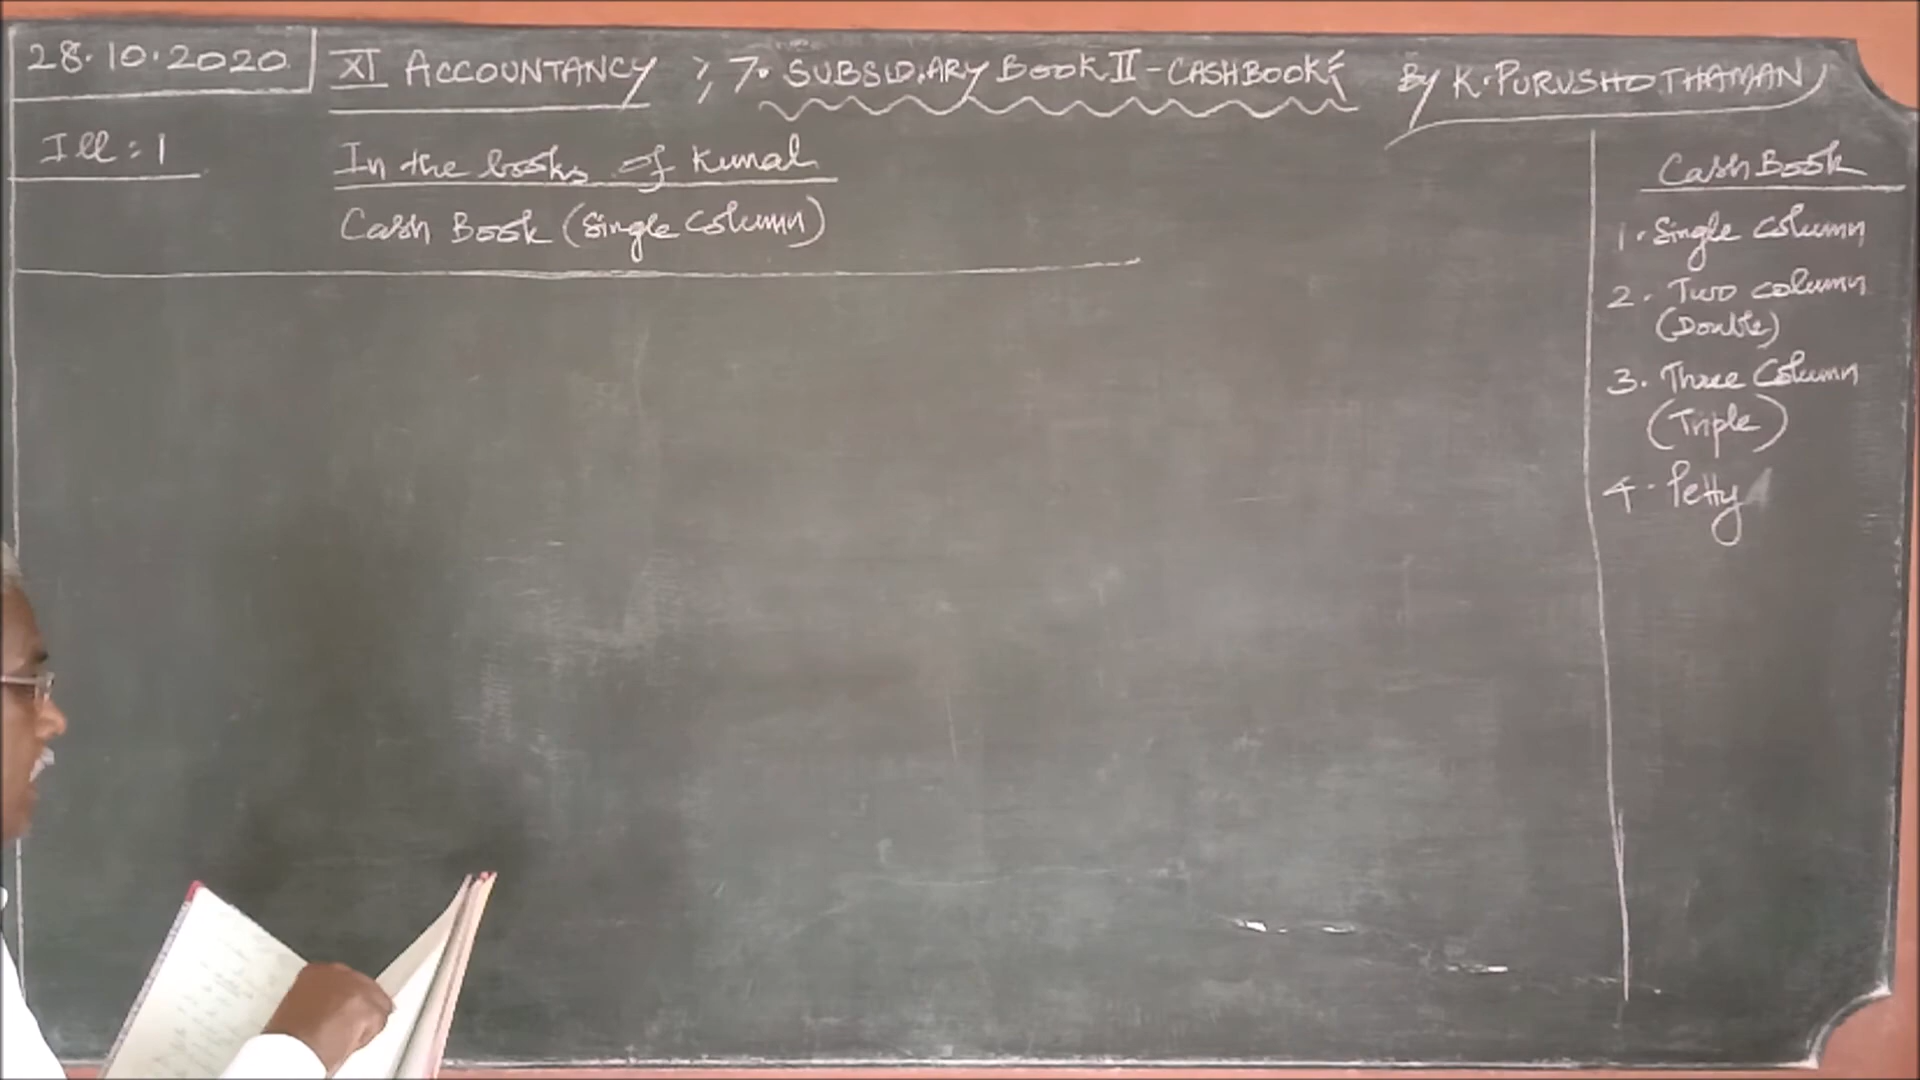 28.10.2020 XI ACCOUNTANCY ; 7. SUBSIDIARY BOOK II - CASHBOOK By K. PURUSHOTHAMAN
Ill : 1
In the books of Kunal
Cash Book (Single Column)
Cash Book
1. Single Column
2. Two column
(Double)
3. Three Column
(Triple)
4. Petty